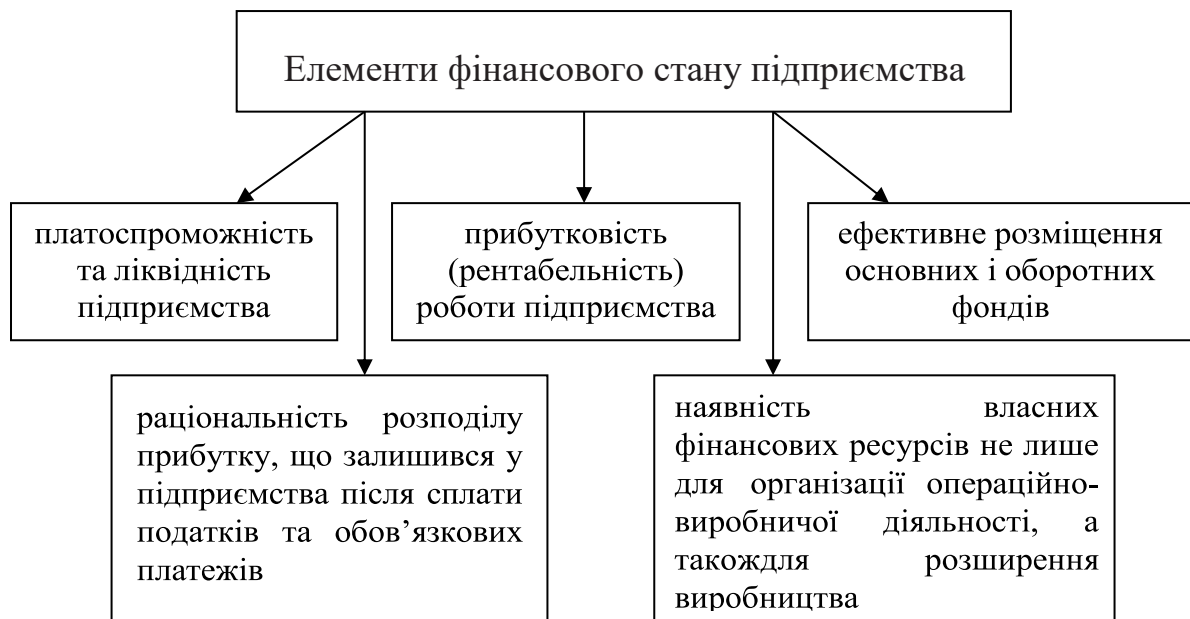 Елементи фінансового стану підприємства
платоспроможність
та ліквідність
підприємства
прибутковість
(рентабельність)
роботи підприємства
ефективне розміщення
основних і оборотних
фондів
раціональність розподілу
прибутку, що залишився у
підприємства після сплати
податків та обов’язкових
платежів
наявність власних
фінансових ресурсів не лише
для організації операційно-
виробничої діяльності, а
такождля розширення
виробництва